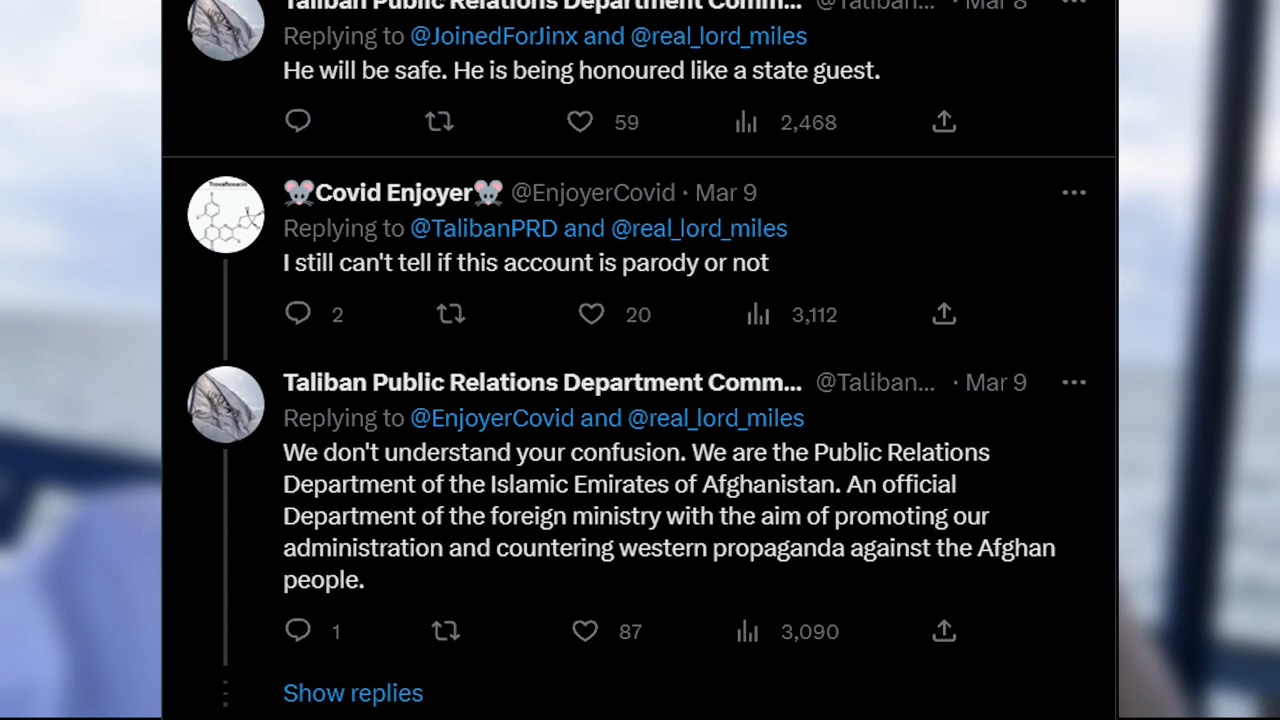 Taliban Public Relations Department Comm... @Taliban... · Mar 8
Replying to @JoinedForJinx and @real_lord_miles
He will be safe. He is being honoured like a state guest.
59 2,468
Trovafloxacin
🐭Covid Enjoyer🐭 @EnjoyerCovid · Mar 9
Replying to @TalibanPRD and @real_lord_miles
I still can't tell if this account is parody or not
2 20 3,112
Taliban Public Relations Department Comm... @Taliban... · Mar 9
Replying to @EnjoyerCovid and @real_lord_miles
We don't understand your confusion. We are the Public Relations
Department of the Islamic Emirates of Afghanistan. An official
Department of the foreign ministry with the aim of promoting our
administration and countering western propaganda against the Afghan
people.
1 87 3,090
Show replies